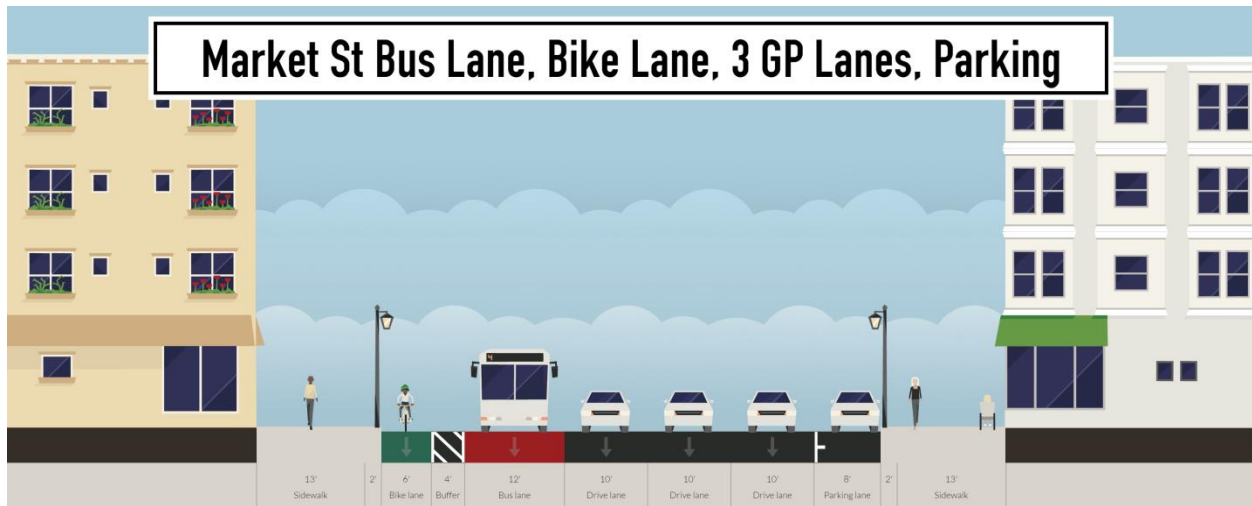 Market St Bus Lane, Bike Lane, 3 GP Lanes, Parking
4
13' 2' 6' 4' 12' 10' 10' 10' 8' 2' 13'
Sidewalk Bike lane Buffer Bus lane Drive lane Drive lane Drive lane Parking lane Sidewalk